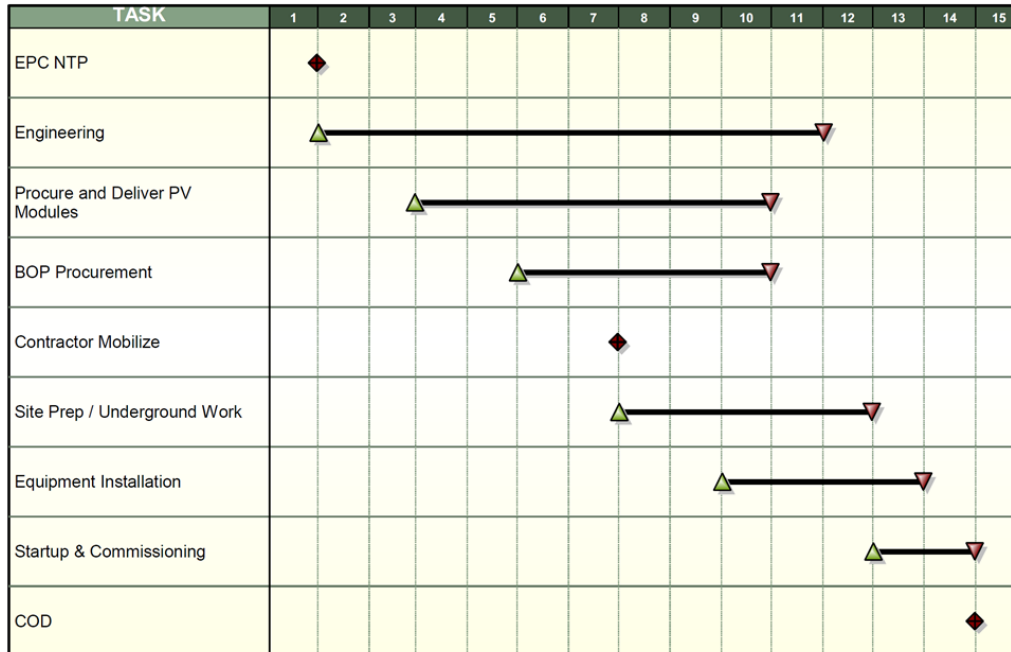 TASK 1 2 3 4 5 6 7 8 9 10 11 12 13 14 15
EPC NTP
Engineering
Procure and Deliver PV
Modules
BOP Procurement
Contractor Mobilize
Site Prep / Underground Work
Equipment Installation
Startup & Commissioning
COD